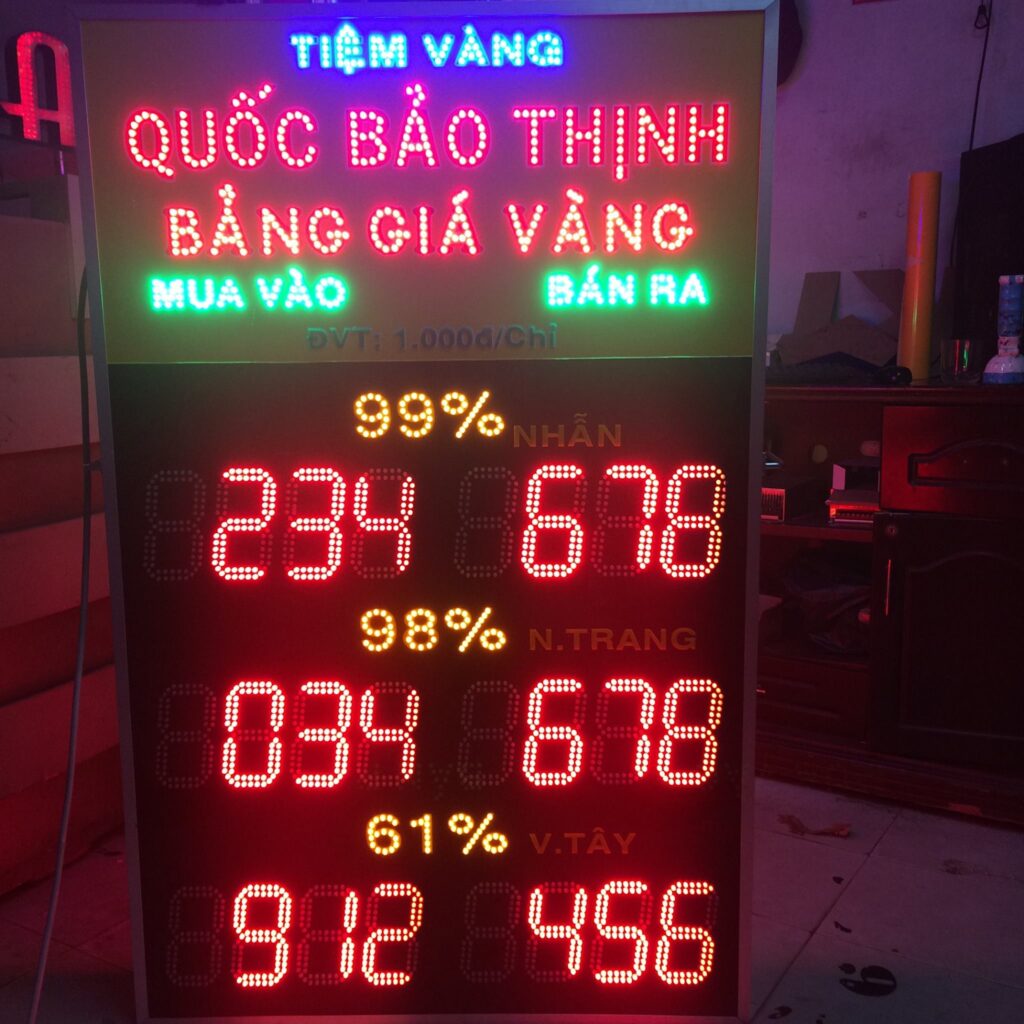 A
TIỆM VÀNG
QUỐC BẢO THỊNH
BẢNG GIÁ VÀNG
MUA VÀO BÁN RA
ĐVT: 1.000đ/Chỉ
99% NHẪN
234 678
98% N.TRANG
034 678
61% V.TÂY
912 456